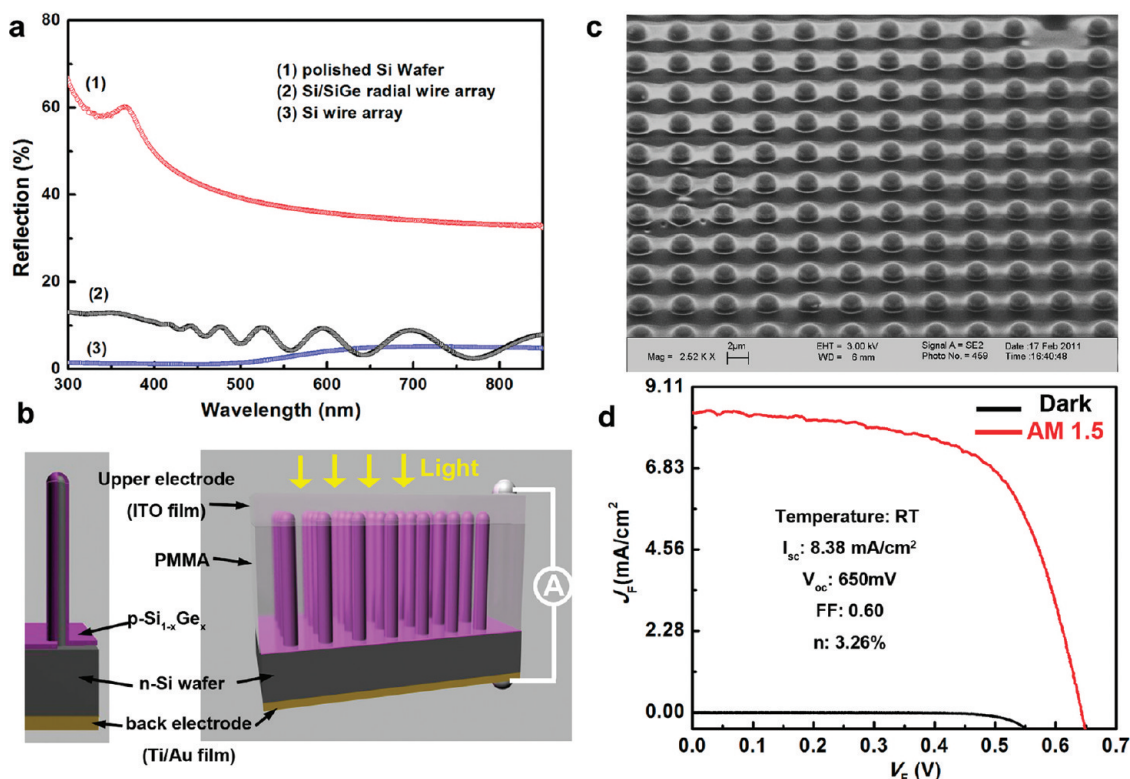 a
80
60
40
20
0
Reflection (%)
(1)
(2)
(3)
(1) polished Si Wafer
(2) Si/SiGe radial wire array
(3) Si wire array
300 400 500 600 700 800
Wavelength (nm)
b
Upper electrode
(ITO film)
PMMA
p-Si1-xGex
n-Si wafer
back electrode
(Ti/Au film)
Light
A
c
Mag = 2.52 K X
2µm
EHT = 3.00 kV
WD = 6 mm
Signal A = SE2
Photo No. = 459
Date :17 Feb 2011
Time :16:40:48
d
9.11
6.83
4.56
2.28
0.00
JF(mA/cm2)
Dark
AM 1.5
Temperature: RT
Isc: 8.38 mA/cm2
Voc: 650mV
FF: 0.60
n: 3.26%
0.0 0.1 0.2 0.3 0.4 0.5 0.6 0.7
VF (V)